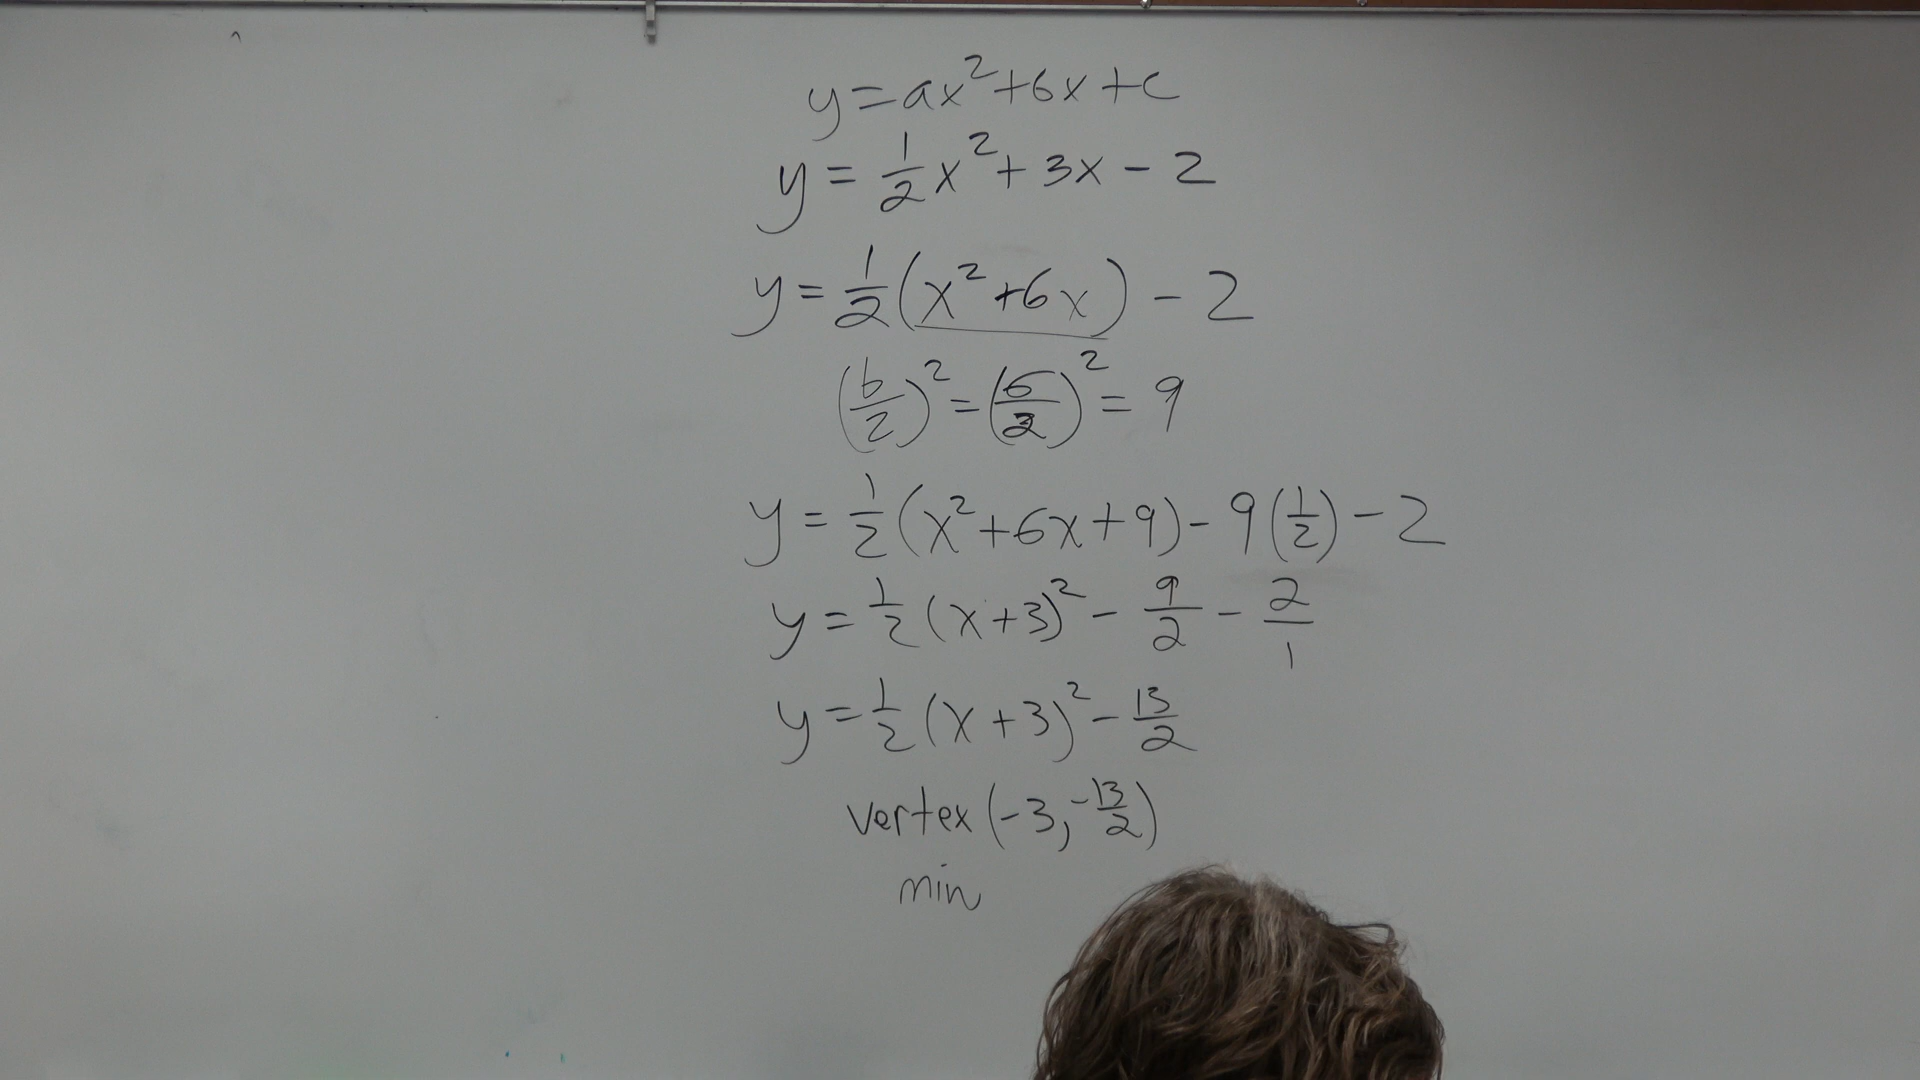 y = ax² + bx + c
y = 1/2 x² + 3x - 2
y = 1/2 (x² + 6x) - 2
(b/2)² = (6/2)² = 9
y = 1/2 (x² + 6x + 9) - 9(1/2) - 2
y = 1/2 (x + 3)² - 9/2 - 2/1
y = 1/2 (x + 3)² - 13/2
vertex (-3, -13/2)
min